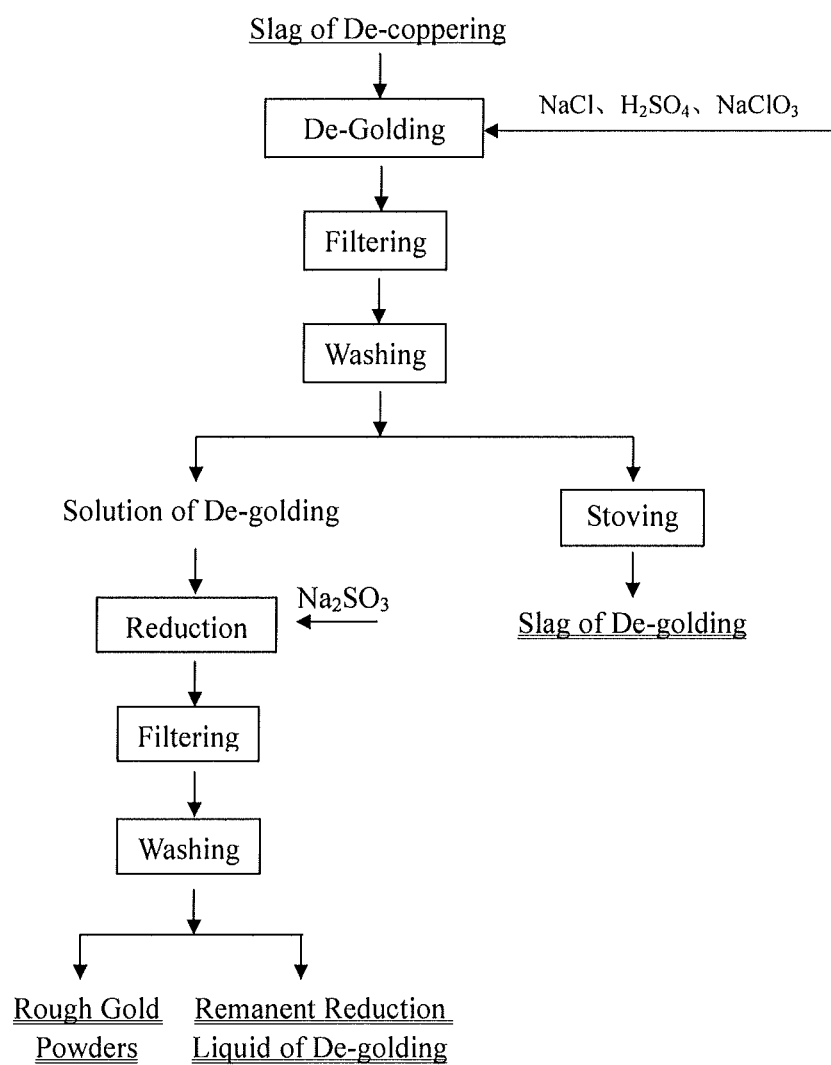 Slag of De-coppering
NaCl、H₂SO₄、NaClO₃
De-Golding
Filtering
Washing
Solution of De-golding
Stoving
Na₂SO₃
Reduction
Slag of De-golding
Filtering
Washing
Rough Gold
Powders
Remanent Reduction
Liquid of De-golding